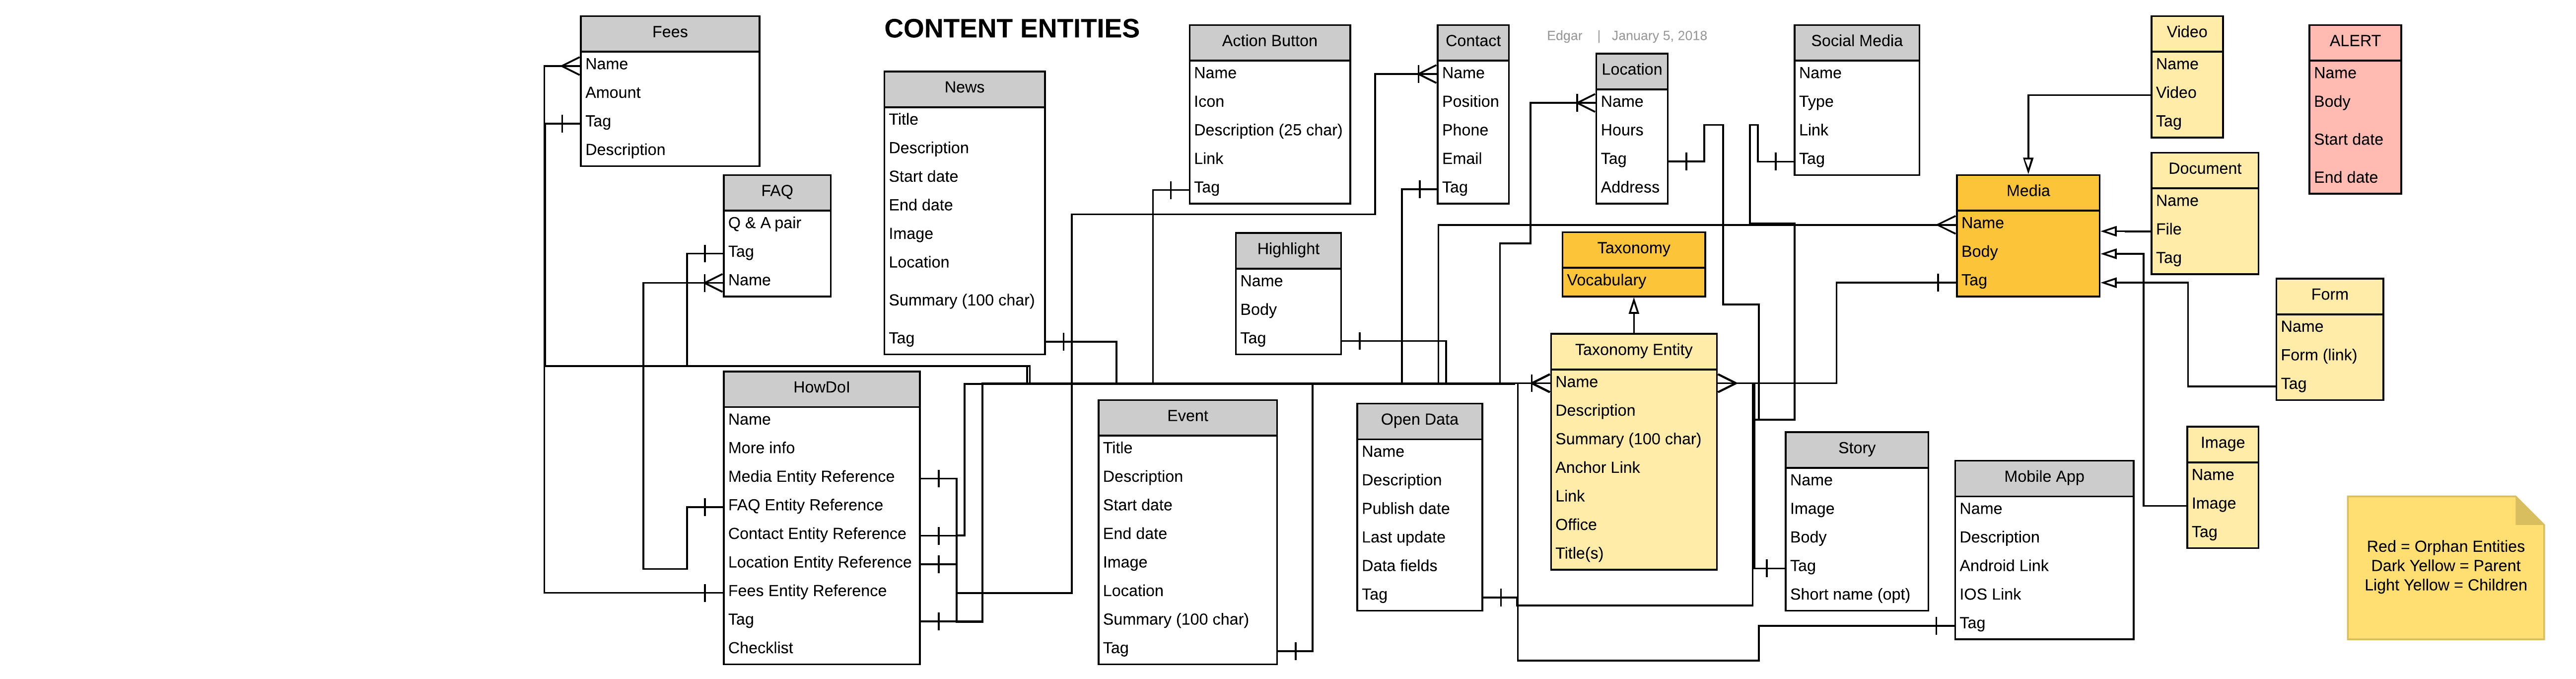 CONTENT ENTITIES
Edgar | January 5, 2018
Fees
Name
Amount
Tag
Description
FAQ
Q & A pair
Tag
Name
News
Title
Description
Start date
End date
Image
Location
Summary (100 char)
Tag
Action Button
Name
Icon
Description (25 char)
Link
Tag
Contact
Name
Position
Phone
Email
Tag
Location
Name
Hours
Tag
Address
Social Media
Name
Type
Link
Tag
Video
Name
Video
Tag
ALERT
Name
Body
Start date
End date
Document
Name
File
Tag
Media
Name
Body
Tag
Highlight
Name
Body
Tag
Taxonomy
Vocabulary
Form
Name
Form (link)
Tag
Taxonomy Entity
Name
Description
Summary (100 char)
Anchor Link
Link
Office
Title(s)
HowDoI
Name
More info
Media Entity Reference
FAQ Entity Reference
Contact Entity Reference
Location Entity Reference
Fees Entity Reference
Tag
Checklist
Event
Title
Description
Start date
End date
Image
Location
Summary (100 char)
Tag
Open Data
Name
Description
Publish date
Last update
Data fields
Tag
Story
Name
Image
Body
Tag
Short name (opt)
Mobile App
Name
Description
Android Link
IOS Link
Tag
Image
Name
Image
Tag
Red = Orphan Entities
Dark Yellow = Parent
Light Yellow = Children